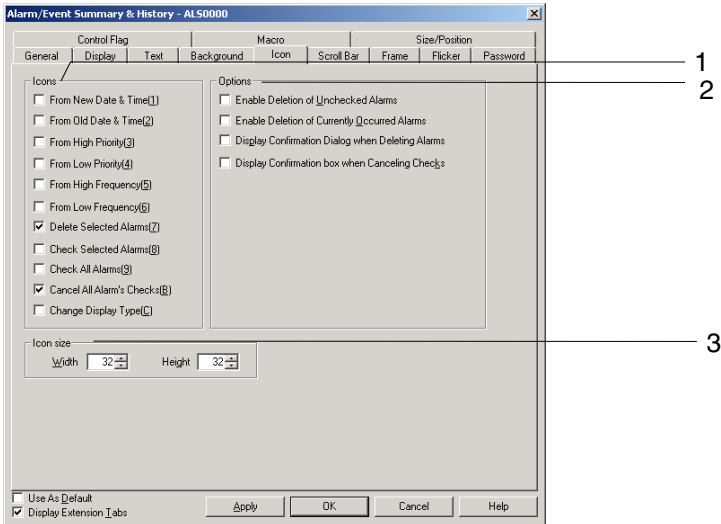 Alarm/Event Summary & History - ALS0000
Control Flag Macro Size/Position
General Display Text Background Icon Scroll Bar Frame Flicker Password
1
2
Icons
From New Date & Time(1)
From Old Date & Time(2)
From High Priority(3)
From Low Priority(4)
From High Frequency(5)
From Low Frequency(6)
Delete Selected Alarms(7)
Check Selected Alarms(8)
Check All Alarms(9)
Cancel All Alarm's Checks(B)
Change Display Type(C)
Options
Enable Deletion of Unchecked Alarms
Enable Deletion of Currently Occurred Alarms
Display Confirmation Dialog when Deleting Alarms
Display Confirmation box when Canceling Checks
Icon size
Width 32 Height 32
3
Use As Default
Display Extension Tabs
Apply OK Cancel Help